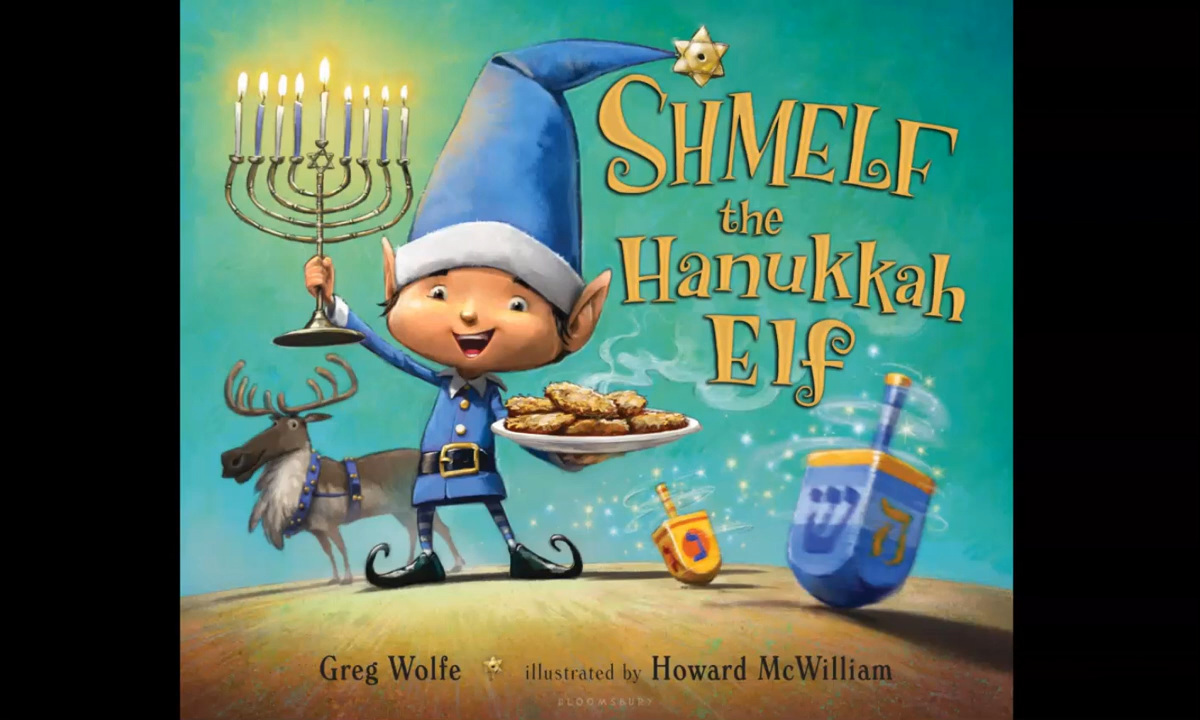 SHMELF
the
Hanukkah
Elf
נ
ש ה
Greg Wolfe illustrated by Howard McWilliam
BLOOMSBURY